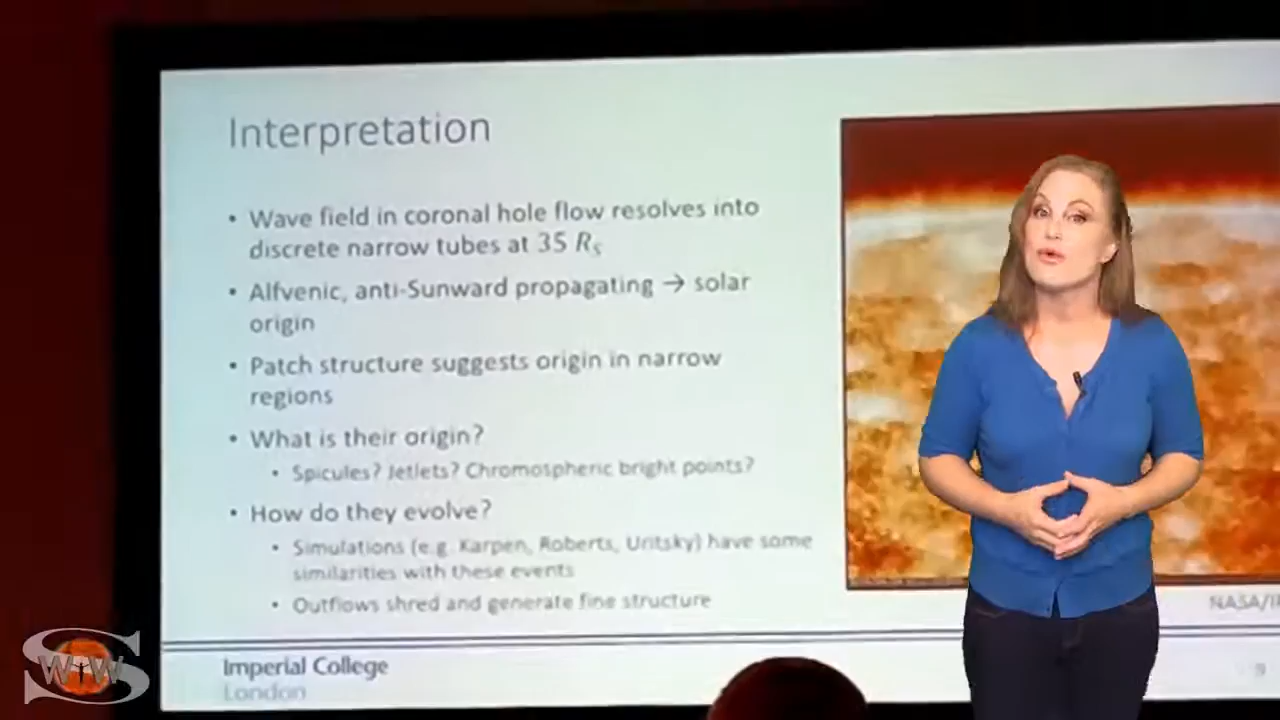 Interpretation
• Wave field in coronal hole flow resolves into
discrete narrow tubes at 35 R_S
• Alfvenic, anti-Sunward propagating → solar
origin
• Patch structure suggests origin in narrow
regions
• What is their origin?
• Spicules? Jetlets? Chromospheric bright points?
• How do they evolve?
• Simulations (e.g. Karpen, Roberts, Uritsky) have some
similarities with these events
• Outflows shred and generate fine structure
NASA/
Imperial College
London
9
S
WTW